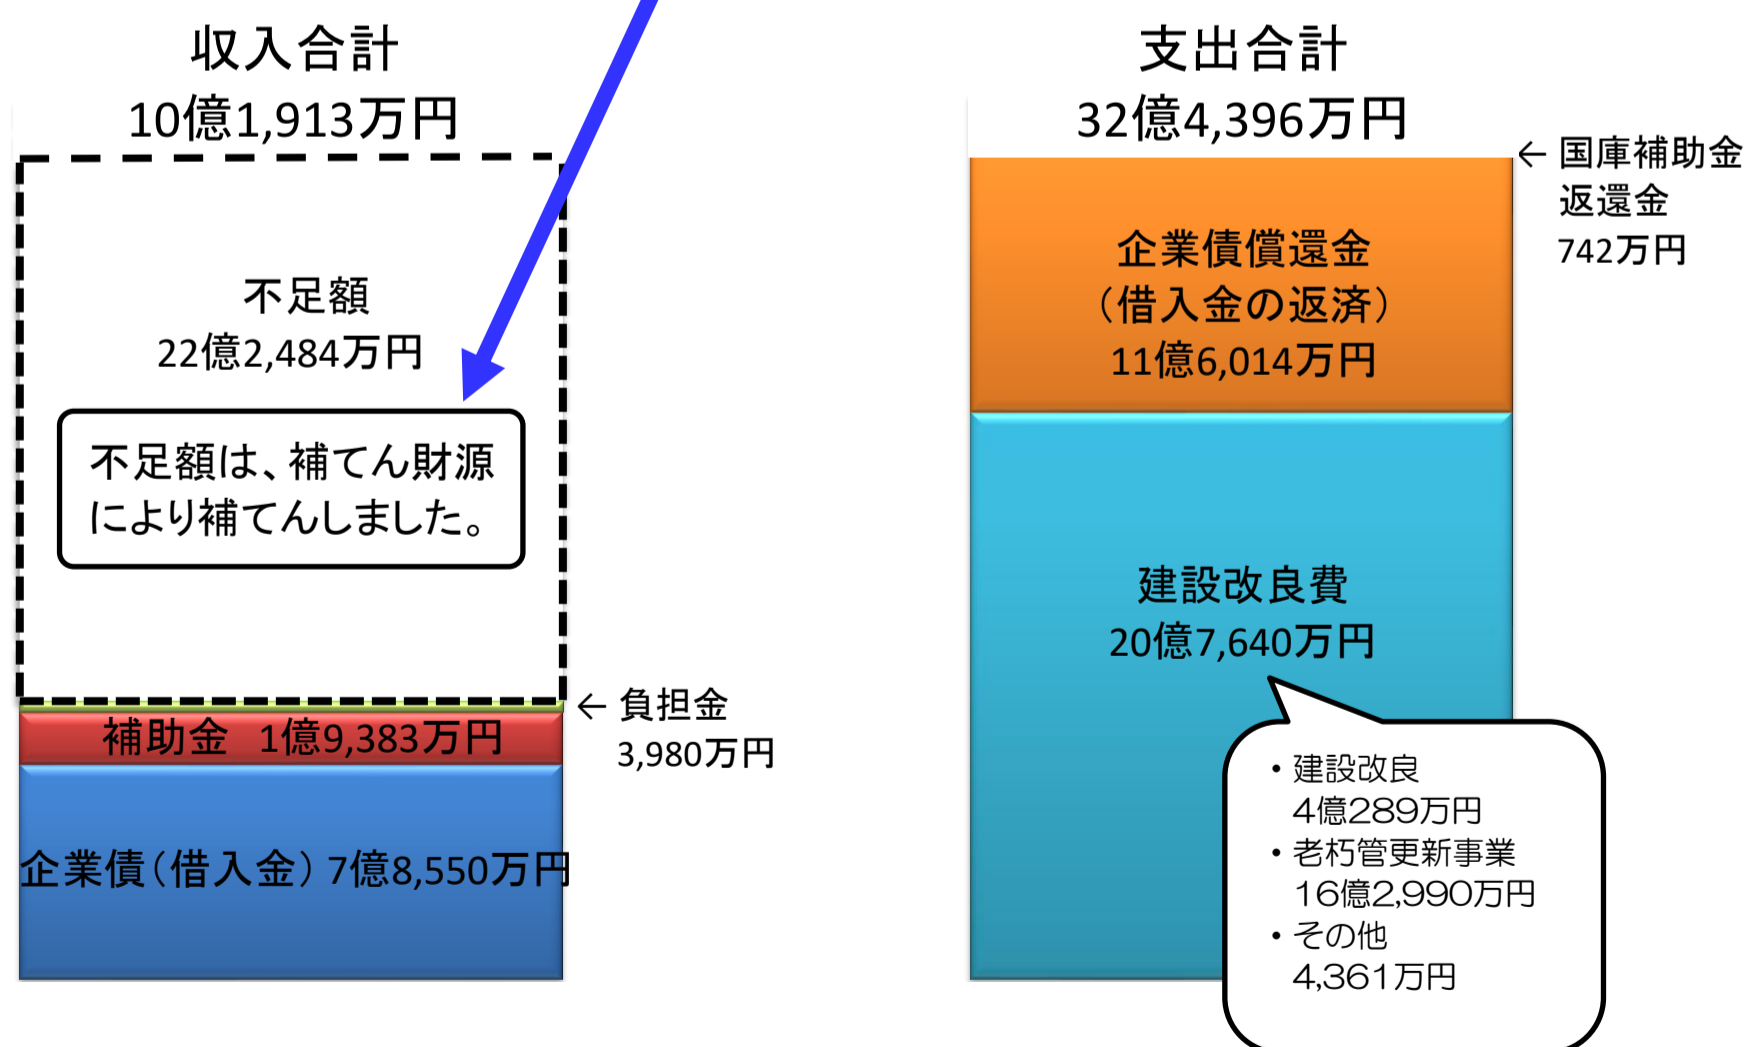 収入合計
10億1,913万円
不足額
22億2,484万円
不足額は、補てん財源
により補てんしました。
← 負担金
3,980万円
補助金 1億9,383万円
企業債（借入金）7億8,550万円
支出合計
32億4,396万円
← 国庫補助金
返還金
742万円
企業債償還金
（借入金の返済）
11億6,014万円
建設改良費
20億7,640万円
・建設改良
4億289万円
・老朽管更新事業
16億2,990万円
・その他
4,361万円